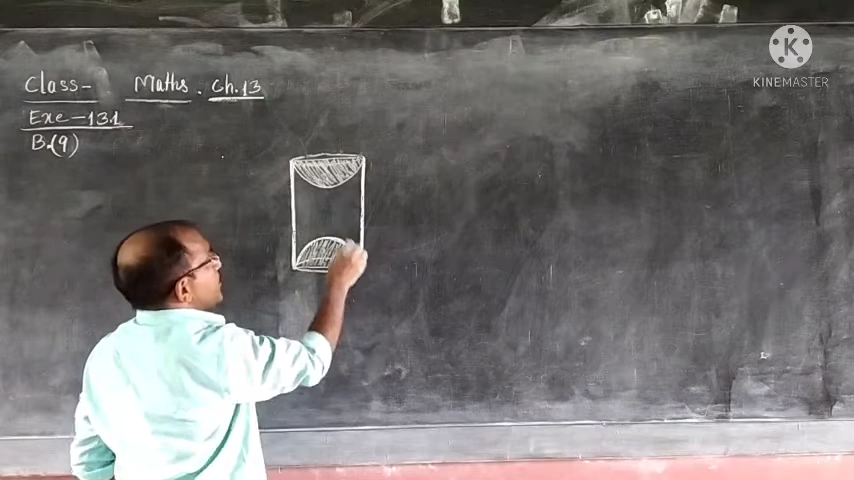 Class- Maths. Ch.13
Exe-13.1
B.(9)
K
KINEMASTER